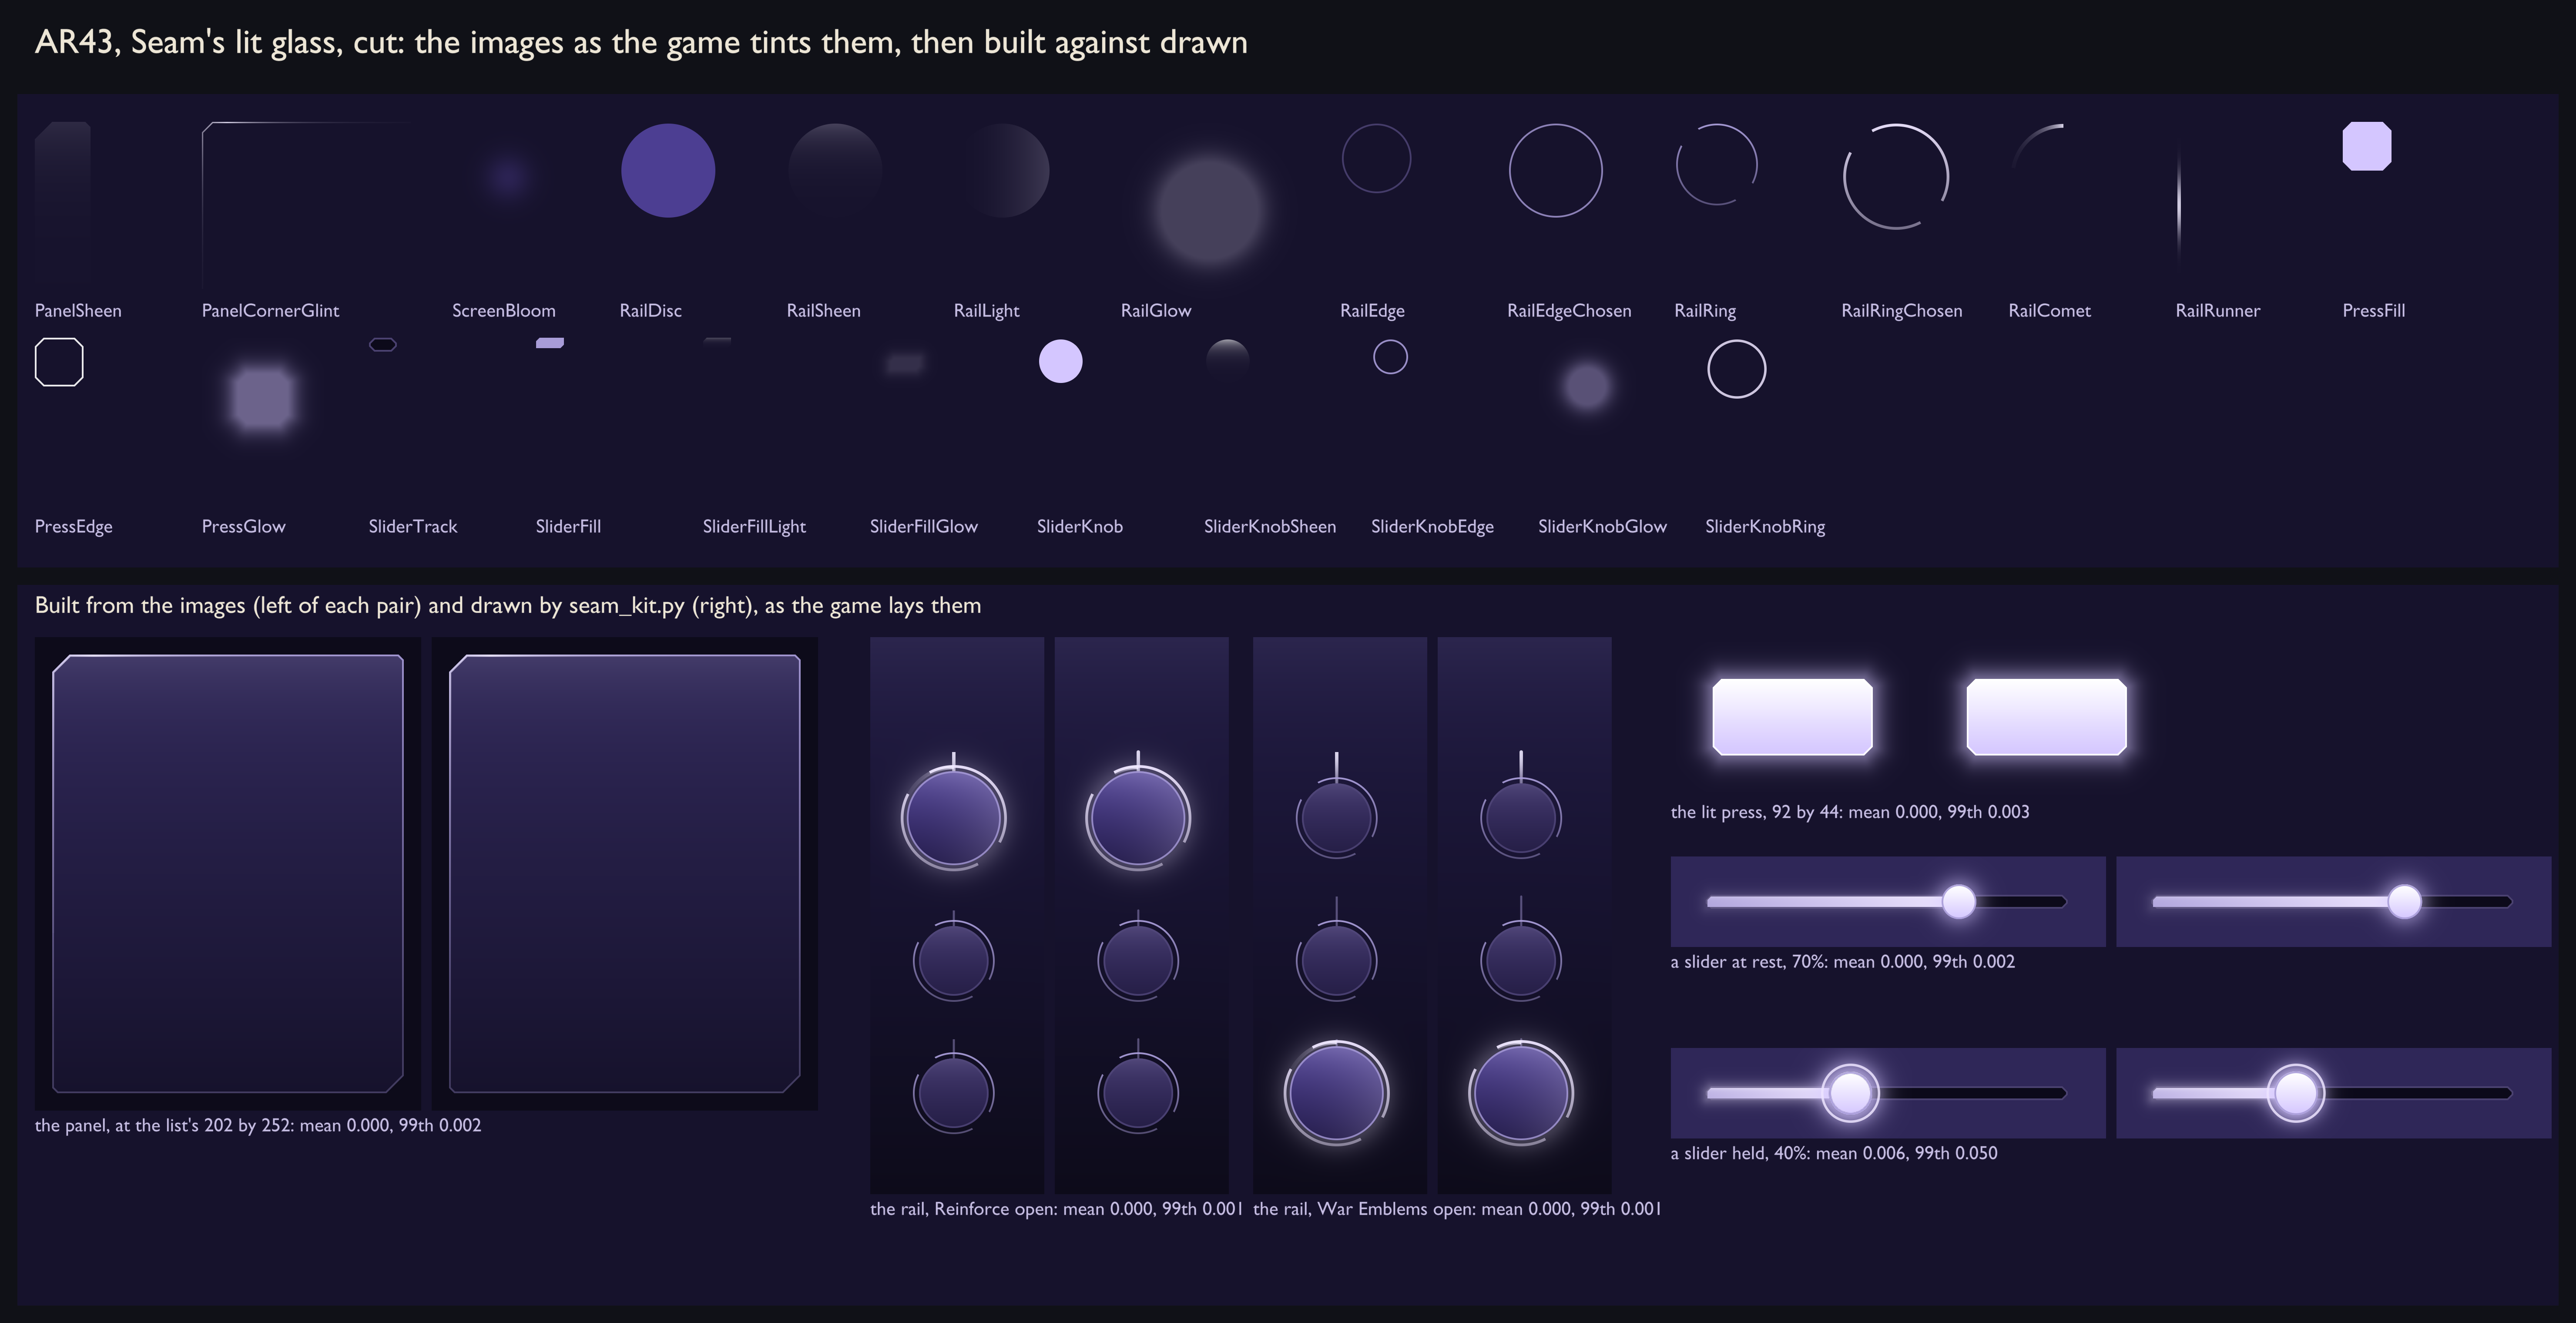 AR43, Seam's lit glass, cut: the images as the game tints them, then built against drawn
PanelSheen
PanelCornerGlint
ScreenBloom
RailDisc
RailSheen
RailLight
RailGlow
RailEdge
RailEdgeChosen
RailRing
RailRingChosen
RailComet
RailRunner
PressFill
PressEdge
PressGlow
SliderTrack
SliderFill
SliderFillLight
SliderFillGlow
SliderKnob
SliderKnobSheen
SliderKnobEdge
SliderKnobGlow
SliderKnobRing
Built from the images (left of each pair) and drawn by seam_kit.py (right), as the game lays them
the panel, at the list's 202 by 252: mean 0.000, 99th 0.002
the rail, Reinforce open: mean 0.000, 99th 0.001
the rail, War Emblems open: mean 0.000, 99th 0.001
the lit press, 92 by 44: mean 0.000, 99th 0.003
a slider at rest, 70%: mean 0.000, 99th 0.002
a slider held, 40%: mean 0.006, 99th 0.050